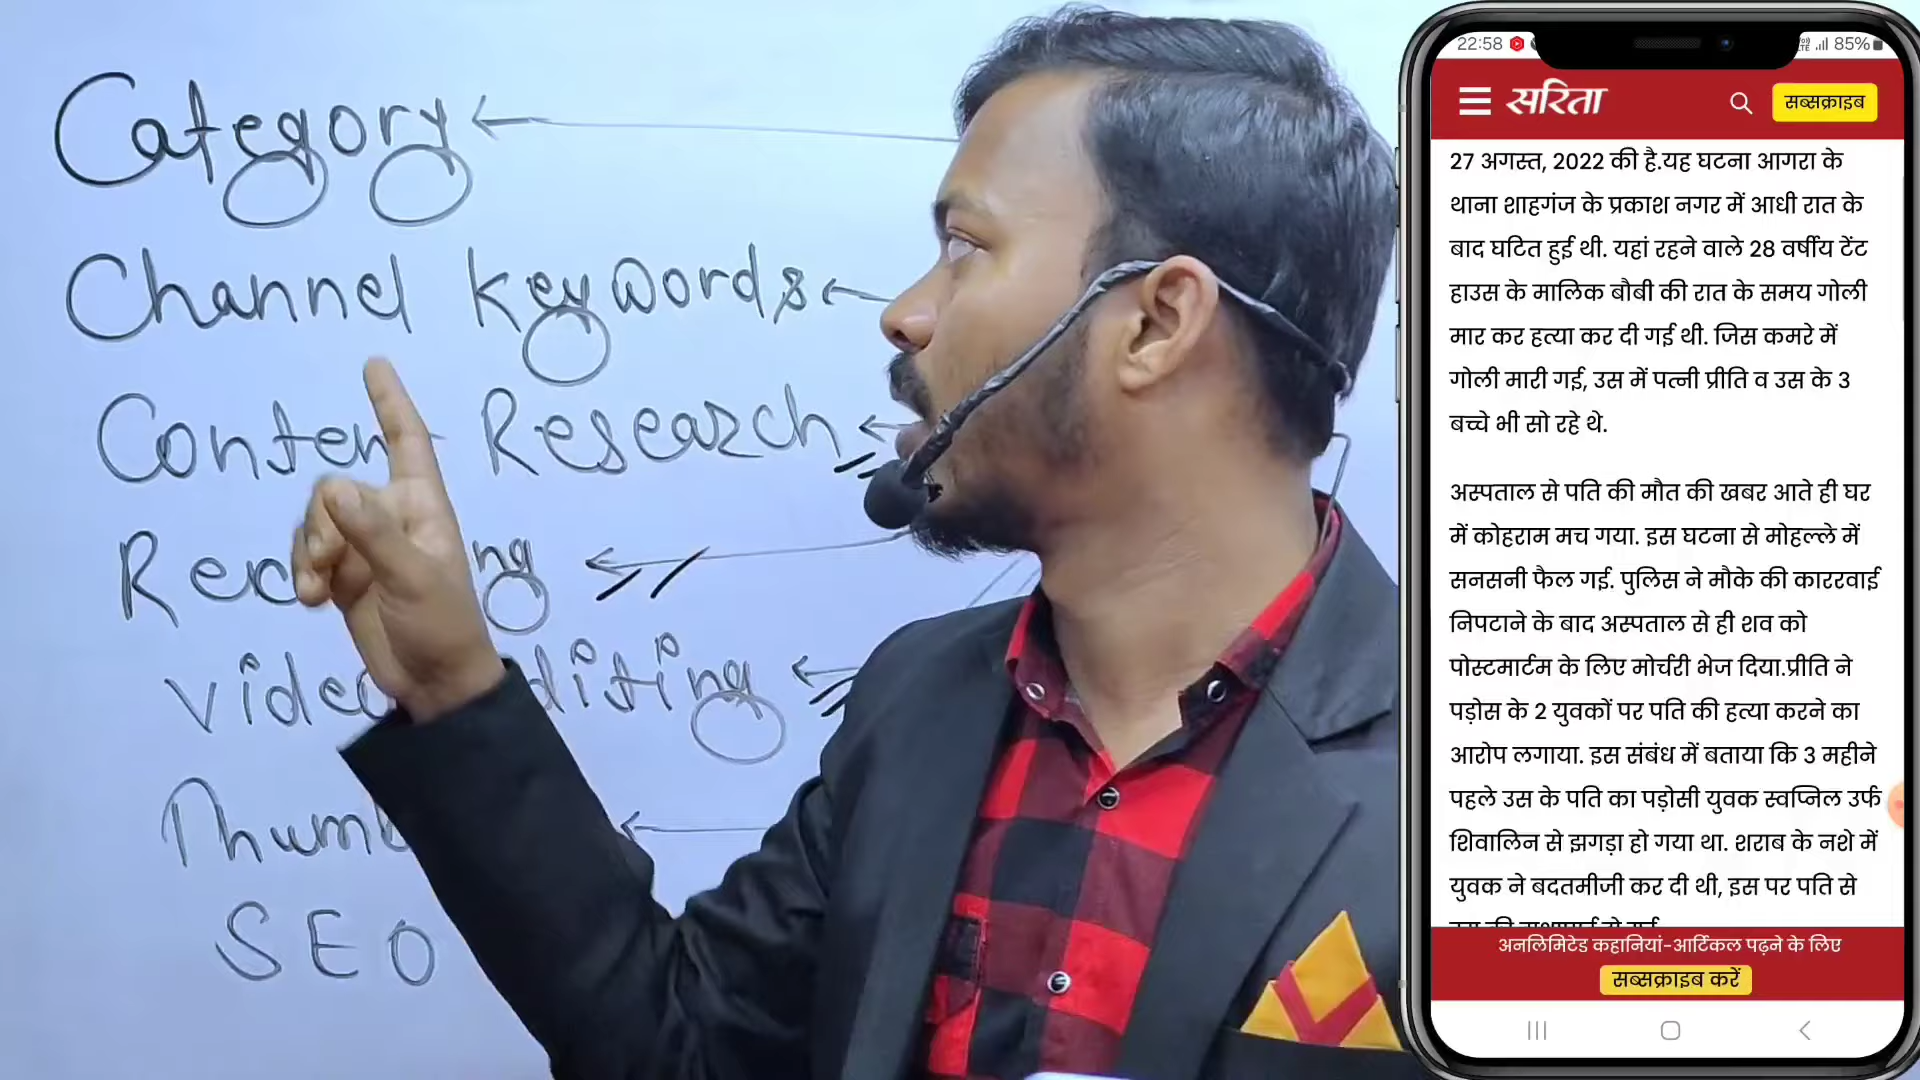 Category
Channel keywords
Content Research
video diting
SEO
22:58
85%
सरिता
सब्सक्राइब
27 अगस्त, 2022 की है.यह घटना आगरा के
थाना शाहगंज के प्रकाश नगर में आधी रात के
बाद घटित हुई थी. यहां रहने वाले 28 वर्षीय टेंट
हाउस के मालिक बौबी की रात के समय गोली
मार कर हत्या कर दी गई थी. जिस कमरे में
गोली मारी गई, उस में पत्नी प्रीति व उस के 3
बच्चे भी सो रहे थे.
अस्पताल से पति की मौत की खबर आते ही घर
में कोहराम मच गया. इस घटना से मोहल्ले में
सनसनी फैल गई. पुलिस ने मौके की काररवाई
निपटाने के बाद अस्पताल से ही शव को
पोस्टमार्टम के लिए मोर्चरी भेज दिया.प्रीति ने
पड़ोस के 2 युवकों पर पति की हत्या करने का
आरोप लगाया. इस संबंध में बताया कि 3 महीने
पहले उस के पति का पड़ोसी युवक स्वप्निल उर्फ
शिवालिन से झगड़ा हो गया था. शराब के नशे में
युवक ने बदतमीजी कर दी थी, इस पर पति से
अनलिमिटेड कहानियां-आर्टिकल पढ़ने के लिए
सब्सक्राइब करें